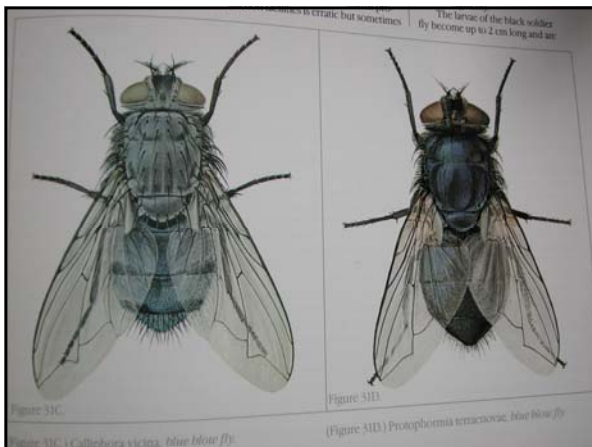 is erratic but sometimes
The larvae of the black soldier
fly become up to 2 cm long and are
Figure 31C.
Figure 31D.
(Figure 31C.) Calliphora vicina, blue blow fly.
(Figure 31D.) Protophormia terraenovae, blue blow fly.